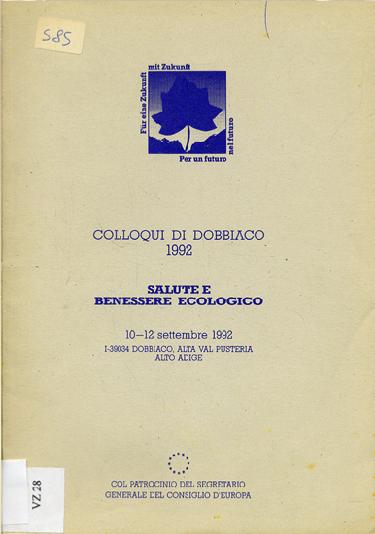 S85
mit Zukunft
Für eine Zukunft
nel futuro
Per un futuro
COLLOQUI DI DOBBIACO
1992
SALUTE E
BENESSERE ECOLOGICO
10–12 settembre 1992
I-39034 DOBBIACO, ALTA VAL PUSTERIA
ALTO ADIGE
VZ 28
COL PATROCINIO DEL SEGRETARIO
GENERALE DEL CONSIGLIO D'EUROPA